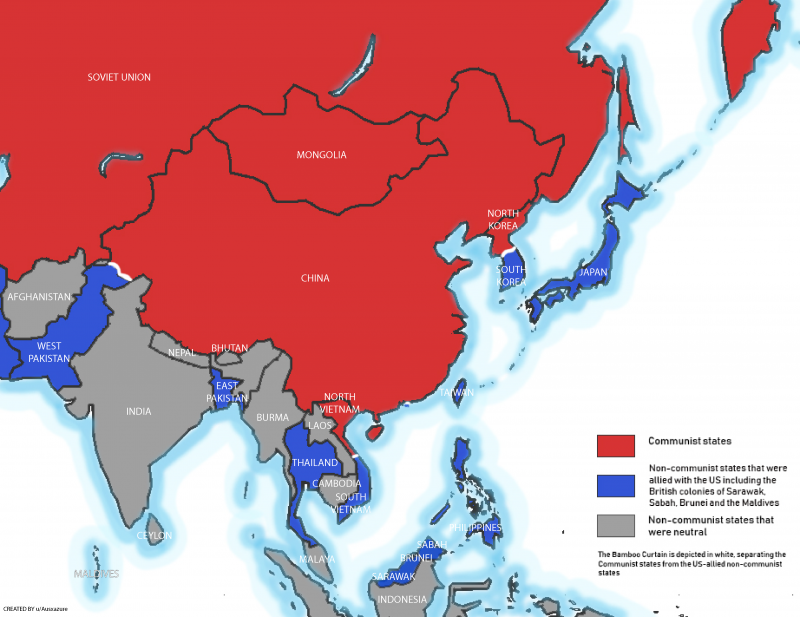 SOVIET UNION
MONGOLIA
NORTH
KOREA
CHINA
SOUTH
KOREA
JAPAN
AFGHANISTAN
WEST
PAKISTAN
NEPAL
BHUTAN
EAST
PAKISTAN
INDIA
BURMA
NORTH
VIETNAM
LAOS
TAIWAN
THAILAND
CAMBODIA
SOUTH
VIETNAM
PHILIPPINES
CEYLON
MALDIVES
MALAYA
SABAH
BRUNEI
SARAWAK
INDONESIA
Communist states
Non-communist states that were
allied with the US including the
British colonies of Sarawak,
Sabah, Brunei and the Maldives
Non-communist states that
were neutral
The Bamboo Curtain is depicted in white, separating the
Communist states from the US-allied non-communist
states
CREATED BY u/Auxxazure